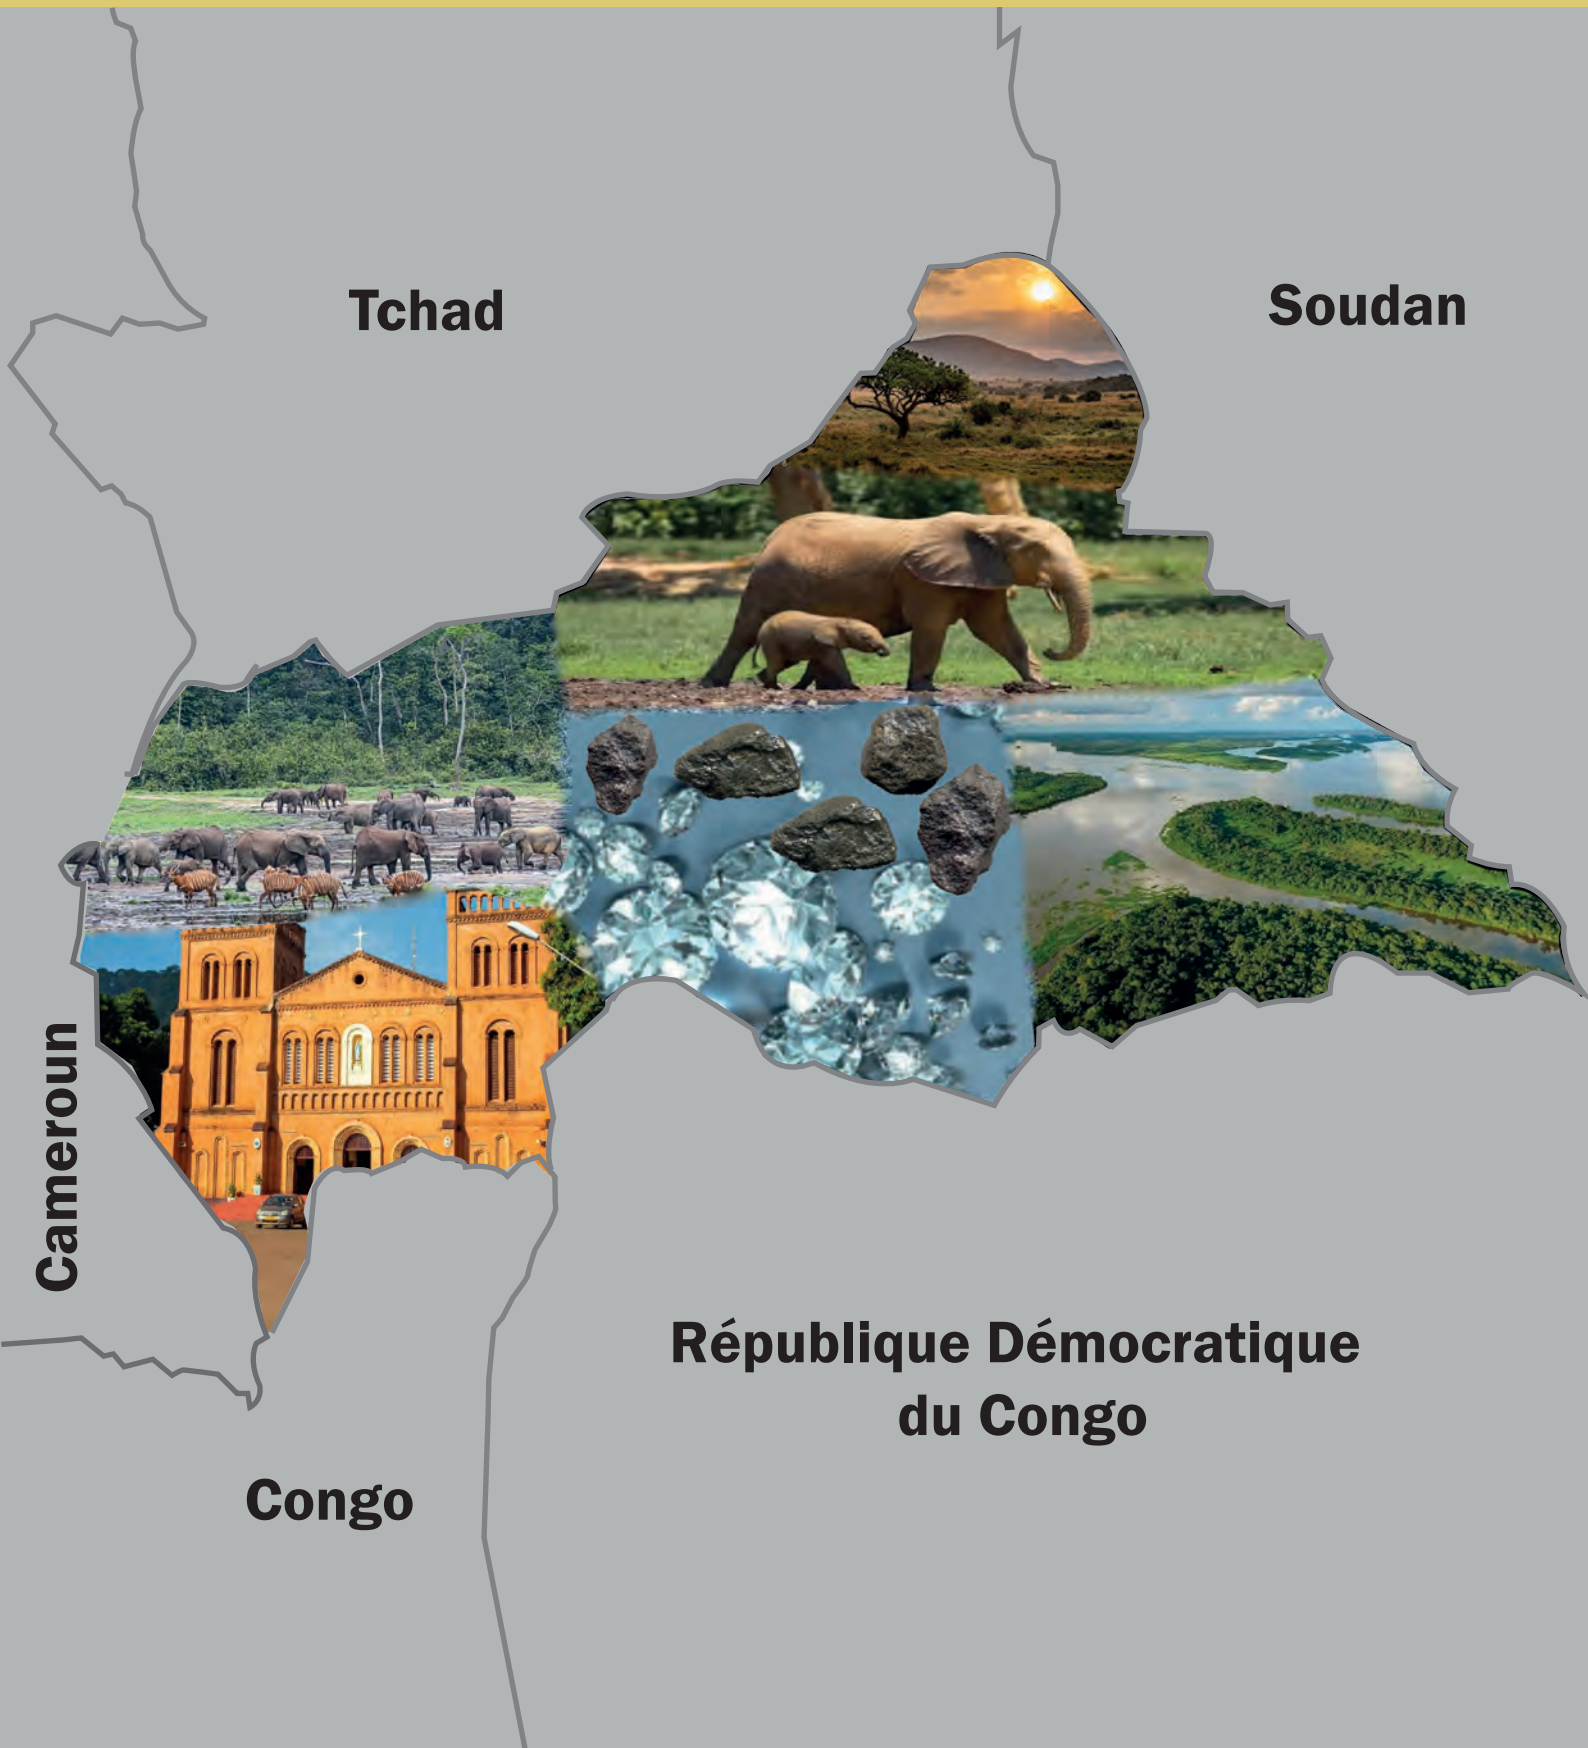 Tchad
Soudan
Cameroun
République Démocratique
du Congo
Congo